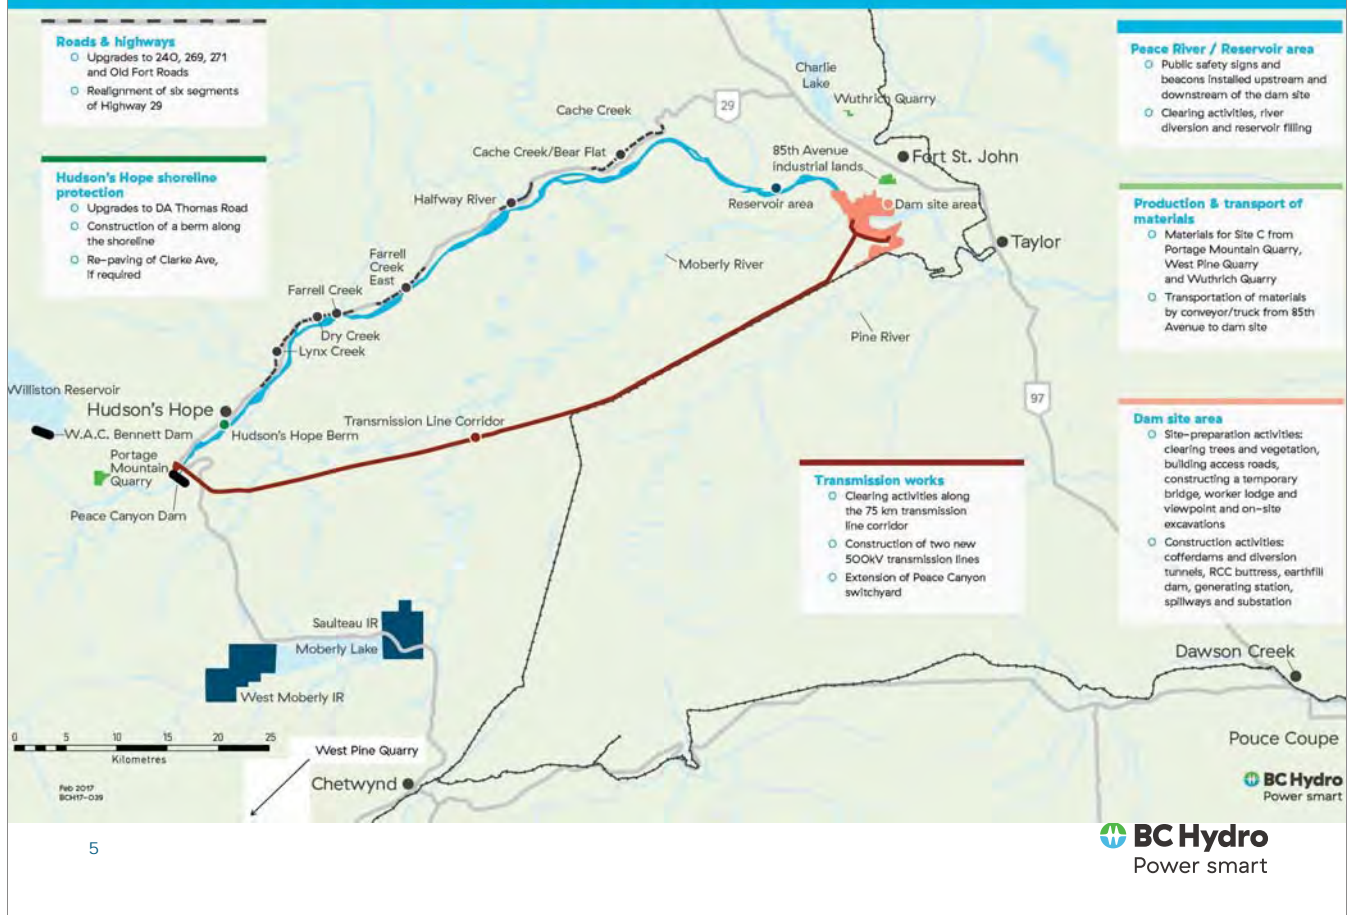 Roads & highways
Upgrades to 240, 269, 271
and Old Fort Roads
Realignment of six segments
of Highway 29
Hudson's Hope shoreline
protection
Upgrades to DA Thomas Road
Construction of a berm along
the shoreline
Re-paving of Clarke Ave,
if required
Peace River / Reservoir area
Public safety signs and
beacons installed upstream and
downstream of the dam site
Clearing activities, river
diversion and reservoir filling
Production & transport of
materials
Materials for Site C from
Portage Mountain Quarry,
West Pine Quarry
and Wuthrich Quarry
Transportation of materials
by conveyor/truck from 85th
Avenue to dam site
Dam site area
Site-preparation activities:
clearing trees and vegetation,
building access roads,
constructing a temporary
bridge, worker lodge and
viewpoint and on-site
excavations
Construction activities:
cofferdams and diversion
tunnels, RCC buttress, earthfill
dam, generating station,
spillways and substation
Transmission works
Clearing activities along
the 75 km transmission
line corridor
Construction of two new
500kV transmission lines
Extension of Peace Canyon
switchyard
Charlie
Lake
Wuthrich Quarry
29
Cache Creek
Cache Creek/Bear Flat
85th Avenue
industrial lands
Fort St. John
Halfway River
Reservoir area
Dam site area
Taylor
Farrell
Creek
East
Moberly River
Farrell Creek
Dry Creek
Lynx Creek
Pine River
Williston Reservoir
Hudson's Hope
97
W.A.C. Bennett Dam
Hudson's Hope Berm
Transmission Line Corridor
Portage
Mountain
Quarry
Peace Canyon Dam
Saulteau IR
Moberly Lake
West Moberly IR
Dawson Creek
Pouce Coupe
0 5 10 15 20 25
Kilometres
West Pine Quarry
Chetwynd
Feb 2017
BCH17-039
BC Hydro
Power smart
5
BC Hydro
Power smart